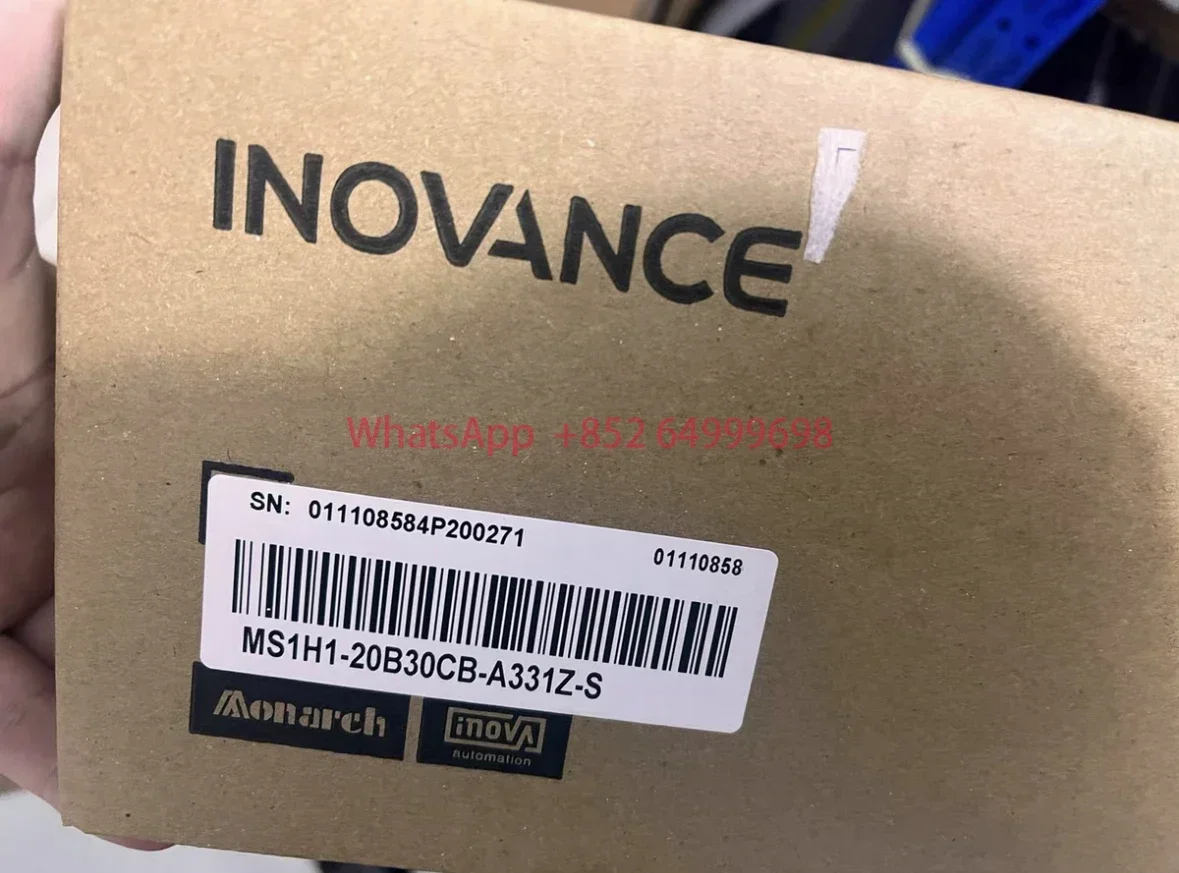 INOVANCE
WhatsApp +852 64999698
SN: 011108584P200271
01110858
MS1H1-20B30CB-A331Z-S
Monarch
inovA
automation